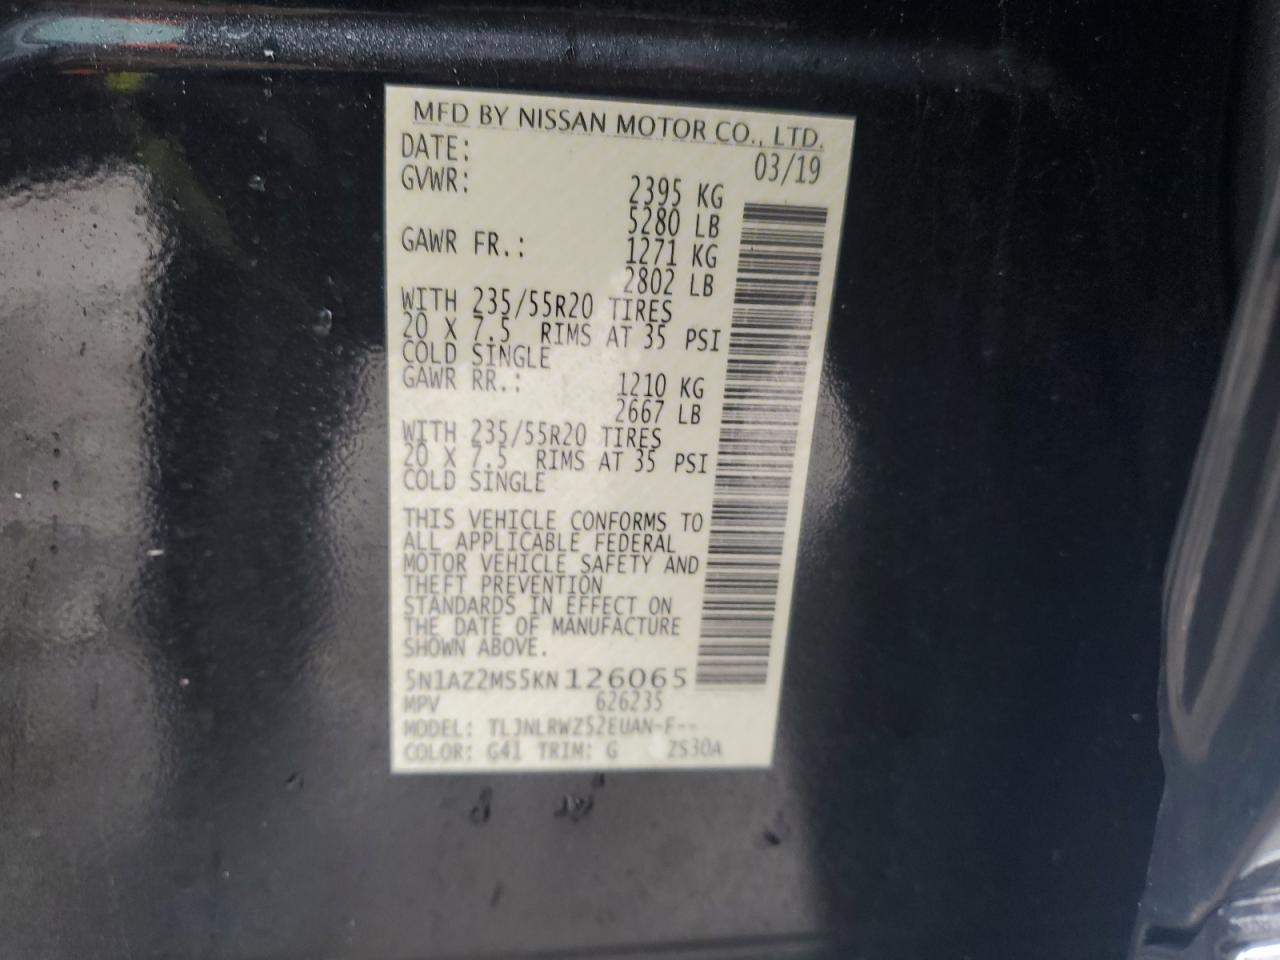 MFD BY NISSAN MOTOR CO., LTD.
DATE: 03/19
GVWR: 2395 KG
5280 LB
GAWR FR.: 1271 KG
2802 LB
WITH 235/55R20 TIRES
20 X 7.5 RIMS AT 35 PSI
COLD SINGLE
GAWR RR.: 1210 KG
2667 LB
WITH 235/55R20 TIRES
20 X 7.5 RIMS AT 35 PSI
COLD SINGLE
THIS VEHICLE CONFORMS TO
ALL APPLICABLE FEDERAL
MOTOR VEHICLE SAFETY AND
THEFT PREVENTION
STANDARDS IN EFFECT ON
THE DATE OF MANUFACTURE
SHOWN ABOVE.
5N1AZ2MS5KN126065
MPV 626235
MODEL: TLJNLRWZ52EUAN-F--
COLOR: G41 TRIM: G ZS30A